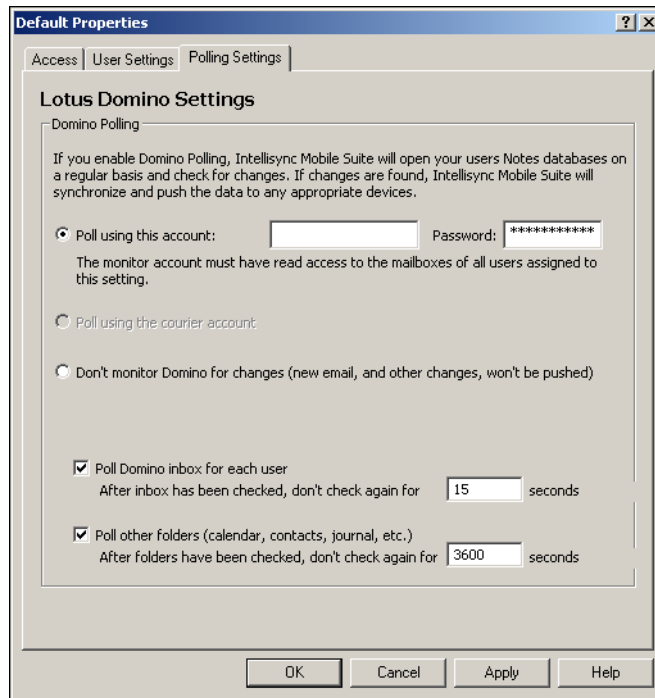 Default Properties
Access User Settings Polling Settings
Lotus Domino Settings
Domino Polling
If you enable Domino Polling, Intellisync Mobile Suite will open your users Notes databases on
a regular basis and check for changes. If changes are found, Intellisync Mobile Suite will
synchronize and push the data to any appropriate devices.
Poll using this account: Password: ***********
The monitor account must have read access to the mailboxes of all users assigned to
this setting.
Poll using the courier account
Don't monitor Domino for changes (new email, and other changes, won't be pushed)
Poll Domino inbox for each user
After inbox has been checked, don't check again for 15 seconds
Poll other folders (calendar, contacts, journal, etc.)
After folders have been checked, don't check again for 3600 seconds
OK Cancel Apply Help